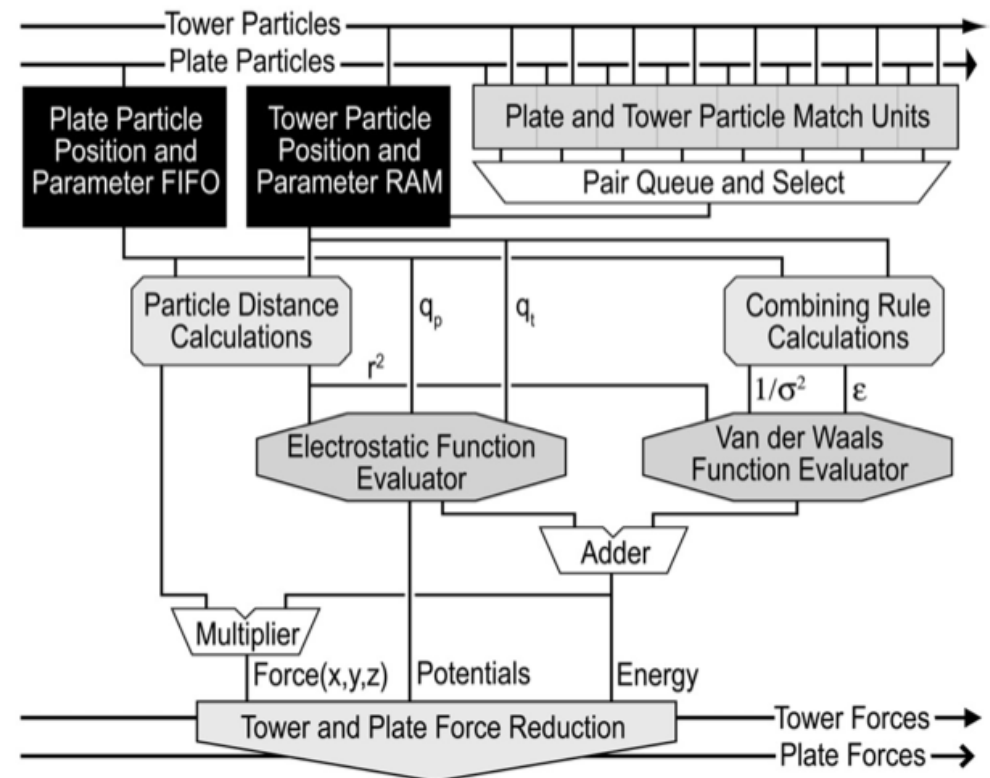 Tower Particles
Plate Particles
Plate Particle
Position and
Parameter FIFO
Tower Particle
Position and
Parameter RAM
Plate and Tower Particle Match Units
Pair Queue and Select
Particle Distance
Calculations
qₚ
qₜ
Combining Rule
Calculations
r²
1/σ²
ε
Electrostatic Function
Evaluator
Van der Waals
Function Evaluator
Adder
Multiplier
Force(x,y,z)
Potentials
Energy
Tower and Plate Force Reduction
Tower Forces
Plate Forces